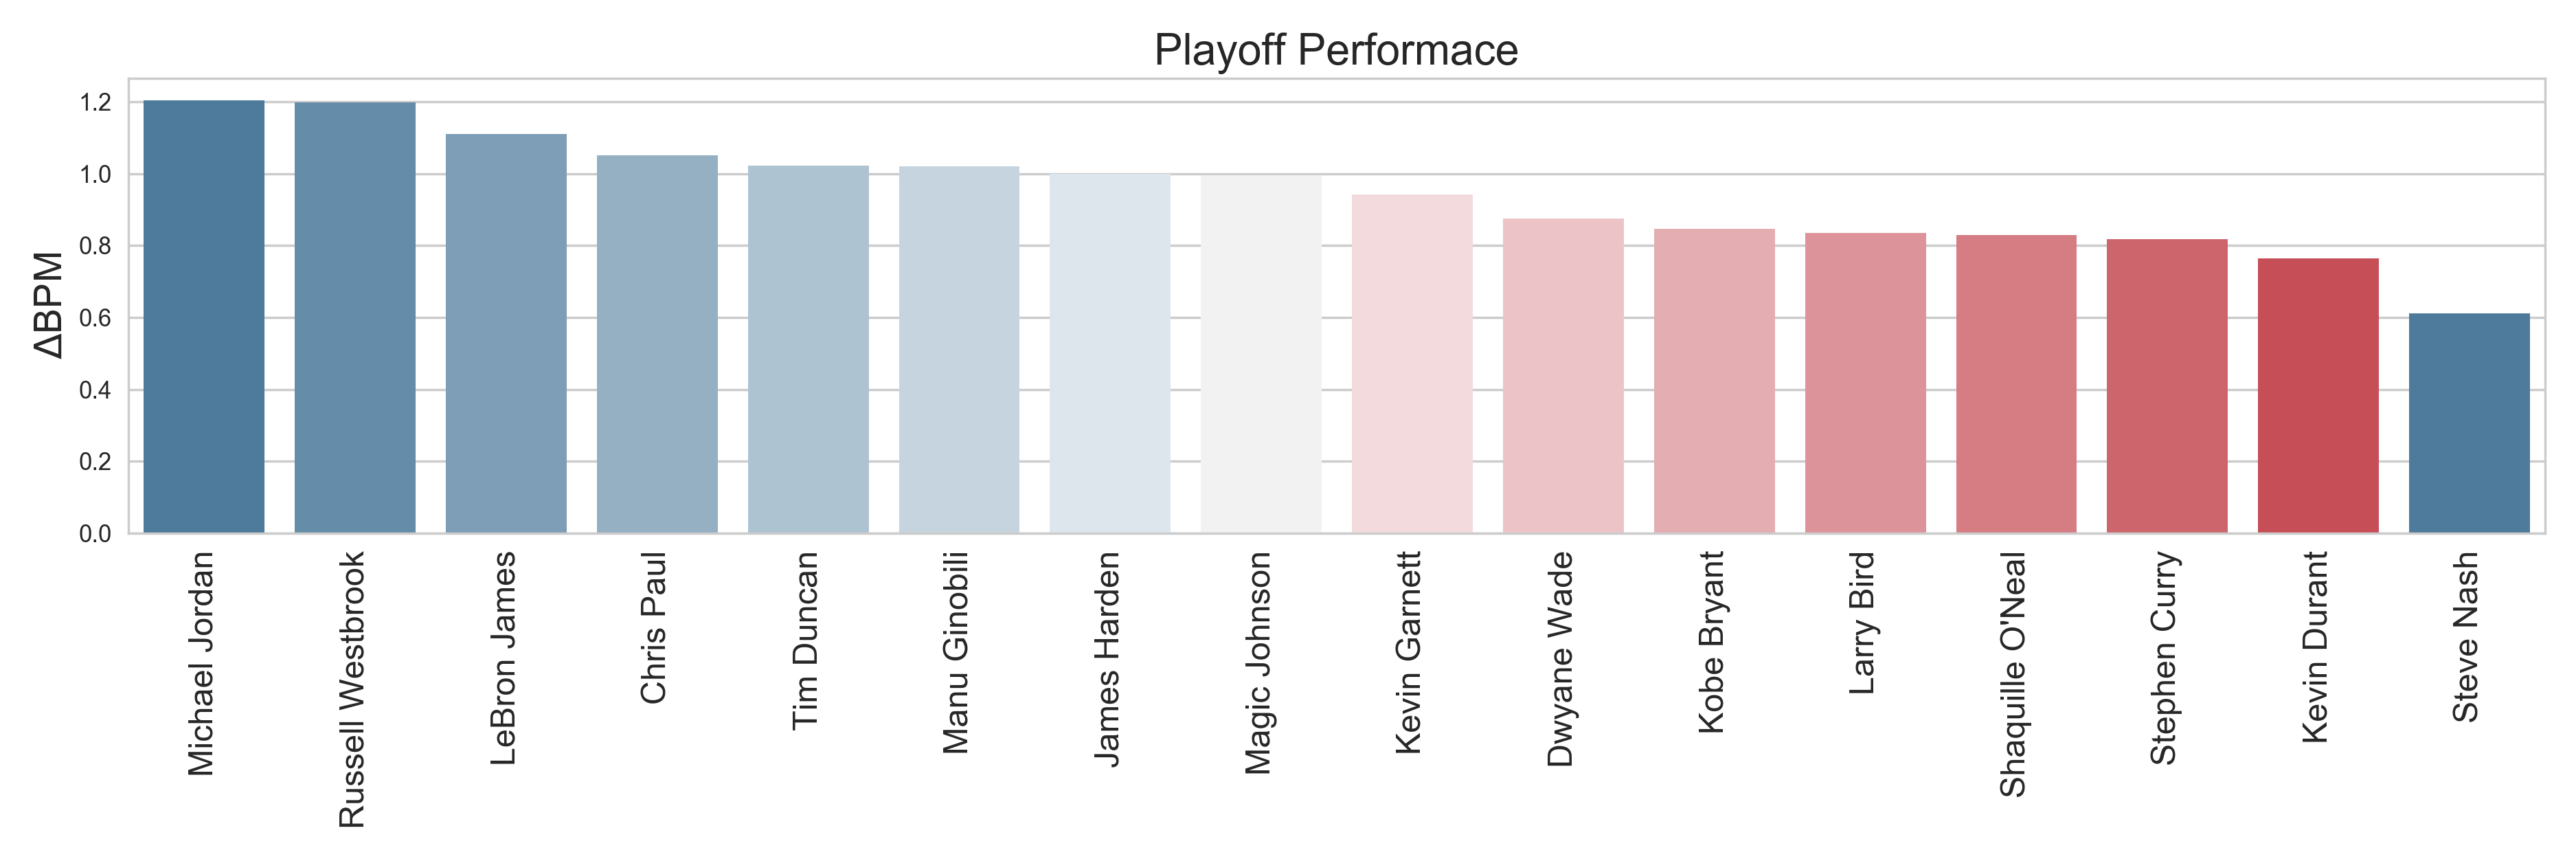 Playoff Performace
ΔBPM
1.2
1.0
0.8
0.6
0.4
0.2
0.0
Michael Jordan
Russell Westbrook
LeBron James
Chris Paul
Tim Duncan
Manu Ginobili
James Harden
Magic Johnson
Kevin Garnett
Dwyane Wade
Kobe Bryant
Larry Bird
Shaquille O'Neal
Stephen Curry
Kevin Durant
Steve Nash